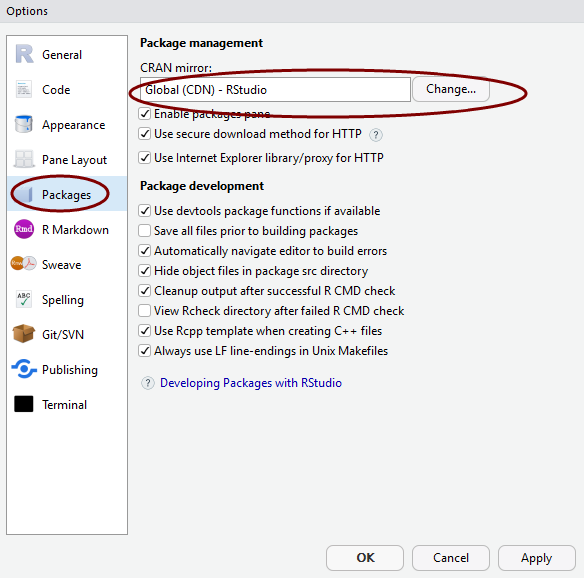 Options
General
Code
Appearance
Pane Layout
Packages
R Markdown
Sweave
Spelling
Git/SVN
Publishing
Terminal
Package management
CRAN mirror:
Global (CDN) - RStudio
Change...
Enable packages pane
Use secure download method for HTTP ?
Use Internet Explorer library/proxy for HTTP
Package development
Use devtools package functions if available
Save all files prior to building packages
Automatically navigate editor to build errors
Hide object files in package src directory
Cleanup output after successful R CMD check
View Rcheck directory after failed R CMD check
Use Rcpp template when creating C++ files
Always use LF line-endings in Unix Makefiles
? Developing Packages with RStudio
OK Cancel Apply